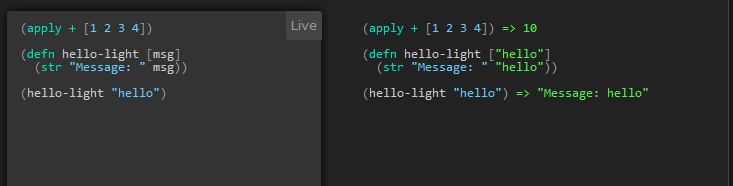 Live
(apply + [1 2 3 4])
(defn hello-light [msg]
  (str "Message: " msg))
(hello-light "hello")
(apply + [1 2 3 4]) => 10
(defn hello-light ["hello"]
  (str "Message: " "hello"))
(hello-light "hello") => "Message: hello"